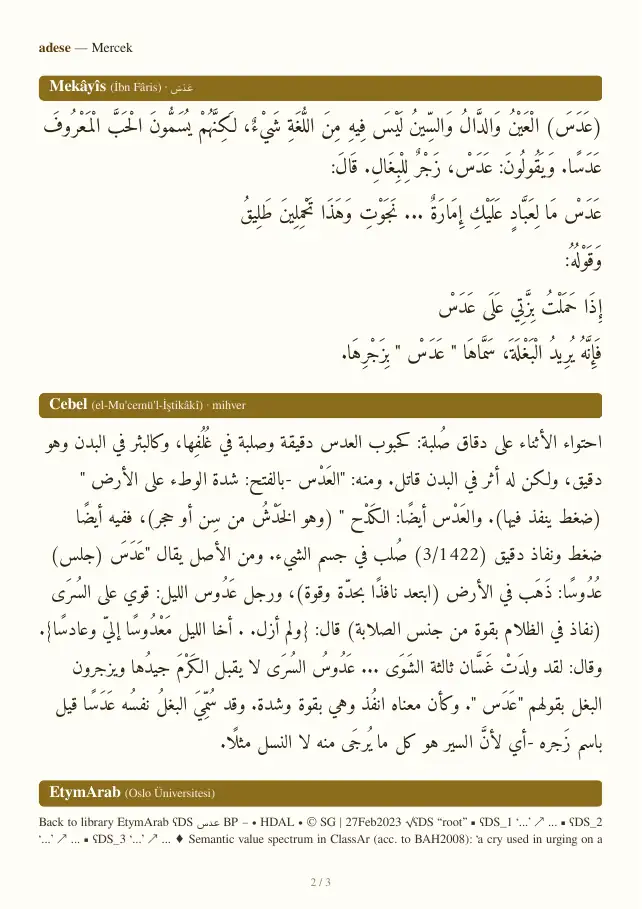 adese — Mercek
Mekâyîs (İbn Fâris) · عَدَسَ
(عَدَسَ) الْعَيْنُ وَالدَّالُ وَالسِّينُ لَيْسَ فِيهِ مِنَ اللُّغَةِ شَيْءٌ، لَكِنَّهُمْ يُسَمُّونَ الْحَبَّ الْمَعْرُوفَ
عَدَسًا. وَيَقُولُونَ: عَدَسْ، زَجْرٌ لِلْبِغَالِ. قَالَ:
عَدَسْ مَا لِعَبَّادٍ عَلَيْكِ إِمَارَةٌ ... نَجَوْتِ وَهَذَا تَحْمِلِينَ طَلِيقُ
وَقَوْلُهُ:
إِذَا حَمَلْتُ بِزَّتِي عَلَى عَدَسْ
فَإِنَّهُ يُرِيدُ الْبَغْلَةَ، سَمَّاهَا " عَدَسْ " بِزَجْرِهَا.
Cebel (el-Mu'cemü'l-İştikâkî) · mihver
احتواء الأثناء على دقاق صُلبة: كحبوب العدس دقيقة وصلبة في غُلُفِها، وكالبثر في البدن وهو
دقيق، ولكن له أثر في البدن قاتل. ومنه: "العَدْس -بالفتح: شدة الوطء على الأرض "
(ضغط ينفذ فيها). والعَدْس أيضًا: الكَدْح " (وهو الخَدْشُ من سِن أو حجر)، ففيه أيضًا
ضغط ونفاذ دقيق (3/1422) صُلب في جسم الشيء. ومن الأصل يقال "عَدَسَ (جلس)
عُدُوسًا: ذَهَب في الأرض (ابتعد نافذًا بحدّة وقوة)، ورجل عَدُوس الليل: قوي على السُرَى
(نفاذ في الظلام بقوة من جنس الصلابة) قال: {ولم أزل. . أخا الليل مَعْدُوسًا إليّ وعادسًا}.
وقال: لقد ولدَتْ غَسَّان ثالثة الشَوَى ... عَدُوسُ السُرَى لا يقبل الكَرْمَ جيدُها ويزجرون
البغل بقولهم "عَدَس ". وكأن معناه انفُذ وهي بقوة وشدة. وقد سُمِّيَ البغلُ نفسُه عَدَسًا قيل
باسم زَجره -أي لأنَّ السير هو كل ما يُرجَى منه لا النسل مثلًا.
EtymArab (Oslo Üniversitesi)
Back to library EtymArab ʕDS عدس BP – • HDAL • © SG | 27Feb2023 √ʕDS “root” ▪ ʕDS_1 ‘...’ ↗ ... ▪ ʕDS_2
‘...’ ↗ ... ▪ ʕDS_3 ‘...’ ↗ ... ♦ Semantic value spectrum in ClassAr (acc. to BAH2008): ‘a cry used in urging on a
2 / 3